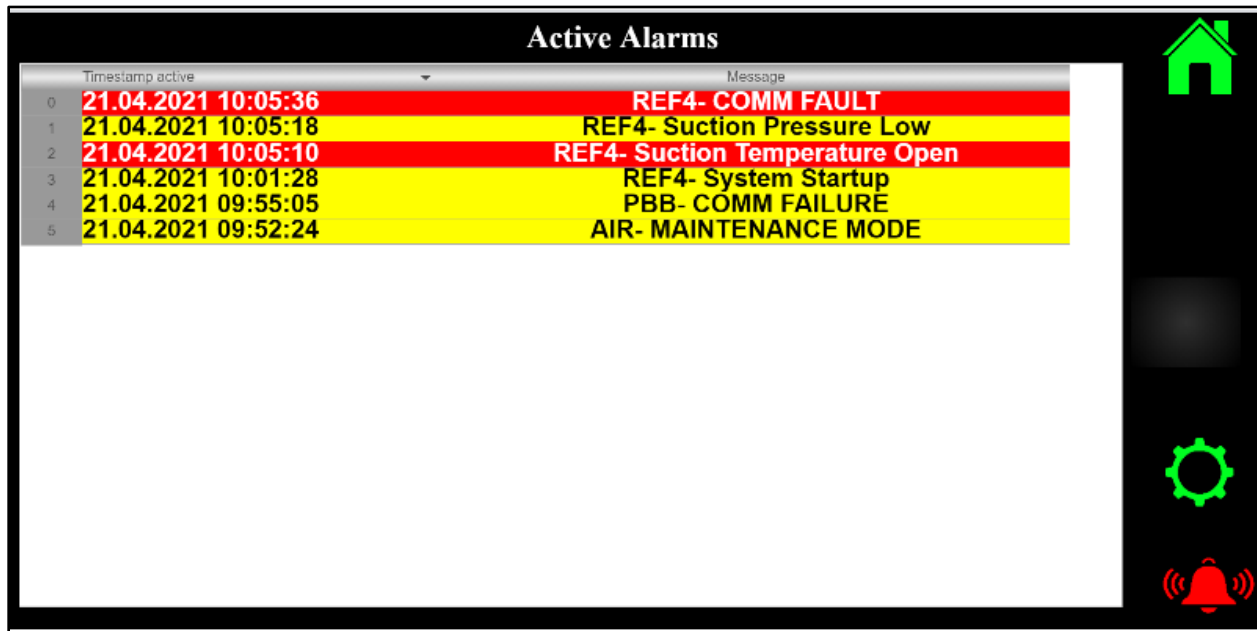 Active Alarms
Timestamp active Message
0 21.04.2021 10:05:36 REF4- COMM FAULT
1 21.04.2021 10:05:18 REF4- Suction Pressure Low
2 21.04.2021 10:05:10 REF4- Suction Temperature Open
3 21.04.2021 10:01:28 REF4- System Startup
4 21.04.2021 09:55:05 PBB- COMM FAILURE
5 21.04.2021 09:52:24 AIR- MAINTENANCE MODE